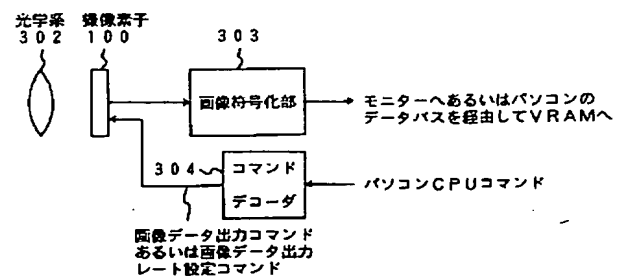 光学系
302
撮像素子
100
303
画像符号化部
モニターへあるいはパソコンの
データバスを経由してVRAMへ
304
コマンド
デコーダ
パソコンCPUコマンド
画像データ出力コマンド
あるいは画像データ出力
レート設定コマンド